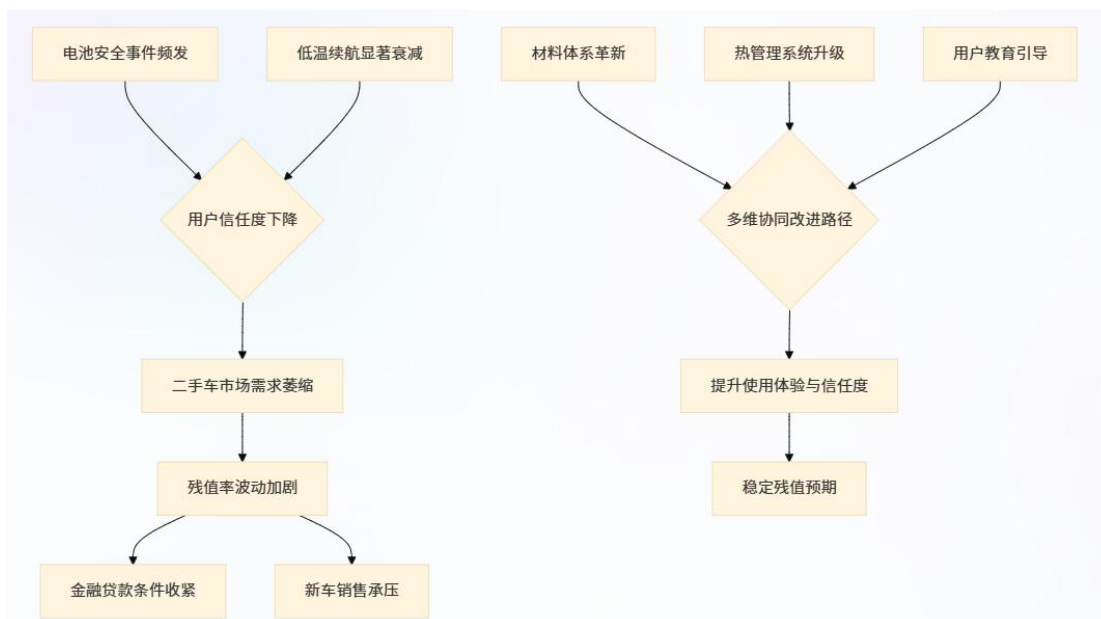 电池安全事件频发
低温续航显著衰减
用户信任度下降
二手车市场需求萎缩
残值率波动加剧
金融贷款条件收紧
新车销售承压
材料体系革新
热管理系统升级
用户教育引导
多维协同改进路径
提升使用体验与信任度
稳定残值预期